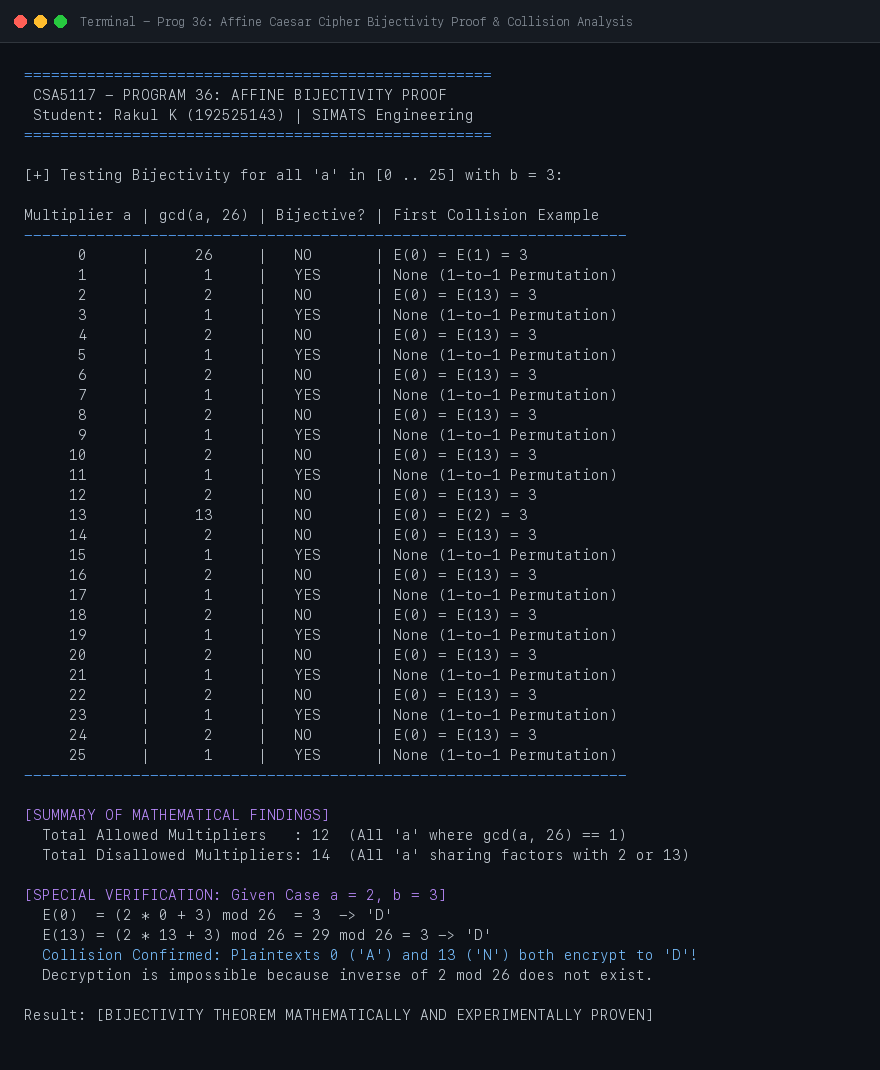 Terminal — Prog 36: Affine Caesar Cipher Bijectivity Proof & Collision Analysis
====================================================
CSA5117 — PROGRAM 36: AFFINE BIJECTIVITY PROOF
Student: Rakul K (192525143) | SIMATS Engineering
====================================================
[+] Testing Bijectivity for all 'a' in [0 .. 25] with b = 3:
Multiplier a | gcd(a, 26) | Bijective? | First Collision Example
-------------------------------------------------------------------
0 | 26 | NO | E(0) = E(1) = 3
1 | 1 | YES | None (1-to-1 Permutation)
2 | 2 | NO | E(0) = E(13) = 3
3 | 1 | YES | None (1-to-1 Permutation)
4 | 2 | NO | E(0) = E(13) = 3
5 | 1 | YES | None (1-to-1 Permutation)
6 | 2 | NO | E(0) = E(13) = 3
7 | 1 | YES | None (1-to-1 Permutation)
8 | 2 | NO | E(0) = E(13) = 3
9 | 1 | YES | None (1-to-1 Permutation)
10 | 2 | NO | E(0) = E(13) = 3
11 | 1 | YES | None (1-to-1 Permutation)
12 | 2 | NO | E(0) = E(13) = 3
13 | 13 | NO | E(0) = E(2) = 3
14 | 2 | NO | E(0) = E(13) = 3
15 | 1 | YES | None (1-to-1 Permutation)
16 | 2 | NO | E(0) = E(13) = 3
17 | 1 | YES | None (1-to-1 Permutation)
18 | 2 | NO | E(0) = E(13) = 3
19 | 1 | YES | None (1-to-1 Permutation)
20 | 2 | NO | E(0) = E(13) = 3
21 | 1 | YES | None (1-to-1 Permutation)
22 | 2 | NO | E(0) = E(13) = 3
23 | 1 | YES | None (1-to-1 Permutation)
24 | 2 | NO | E(0) = E(13) = 3
25 | 1 | YES | None (1-to-1 Permutation)
-------------------------------------------------------------------
[SUMMARY OF MATHEMATICAL FINDINGS]
Total Allowed Multipliers : 12 (All 'a' where gcd(a, 26) == 1)
Total Disallowed Multipliers: 14 (All 'a' sharing factors with 2 or 13)
[SPECIAL VERIFICATION: Given Case a = 2, b = 3]
E(0) = (2 * 0 + 3) mod 26 = 3 -> 'D'
E(13) = (2 * 13 + 3) mod 26 = 29 mod 26 = 3 -> 'D'
Collision Confirmed: Plaintexts 0 ('A') and 13 ('N') both encrypt to 'D'!
Decryption is impossible because inverse of 2 mod 26 does not exist.
Result: [BIJECTIVITY THEOREM MATHEMATICALLY AND EXPERIMENTALLY PROVEN]